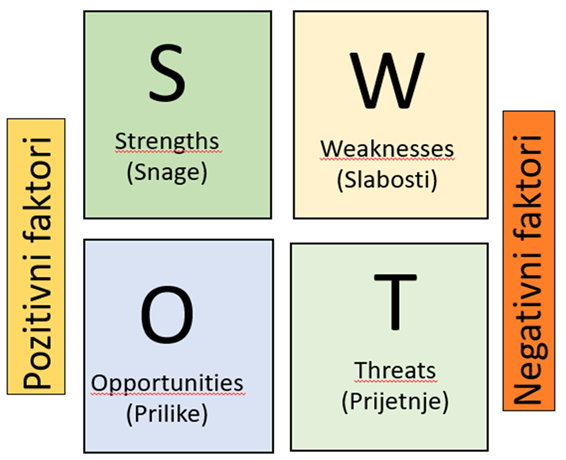 Pozitivni faktori
S
Strengths
(Snage)
W
Weaknesses
(Slabosti)
O
Opportunities
(Prilike)
T
Threats
(Prijetnje)
Negativni faktori